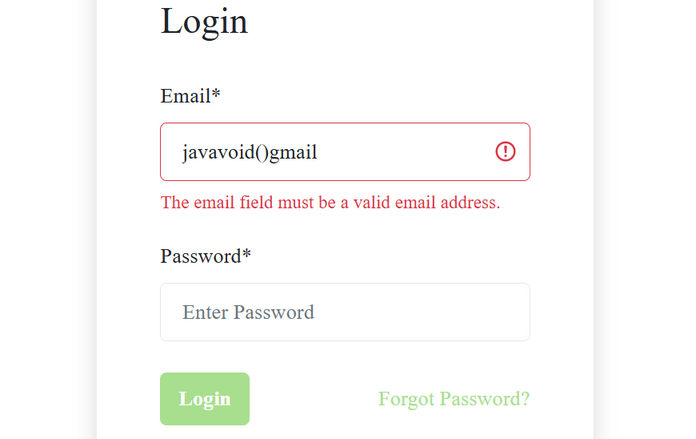 Login
Email*
javavoid()gmail
The email field must be a valid email address.
Password*
Enter Password
Login Forgot Password?